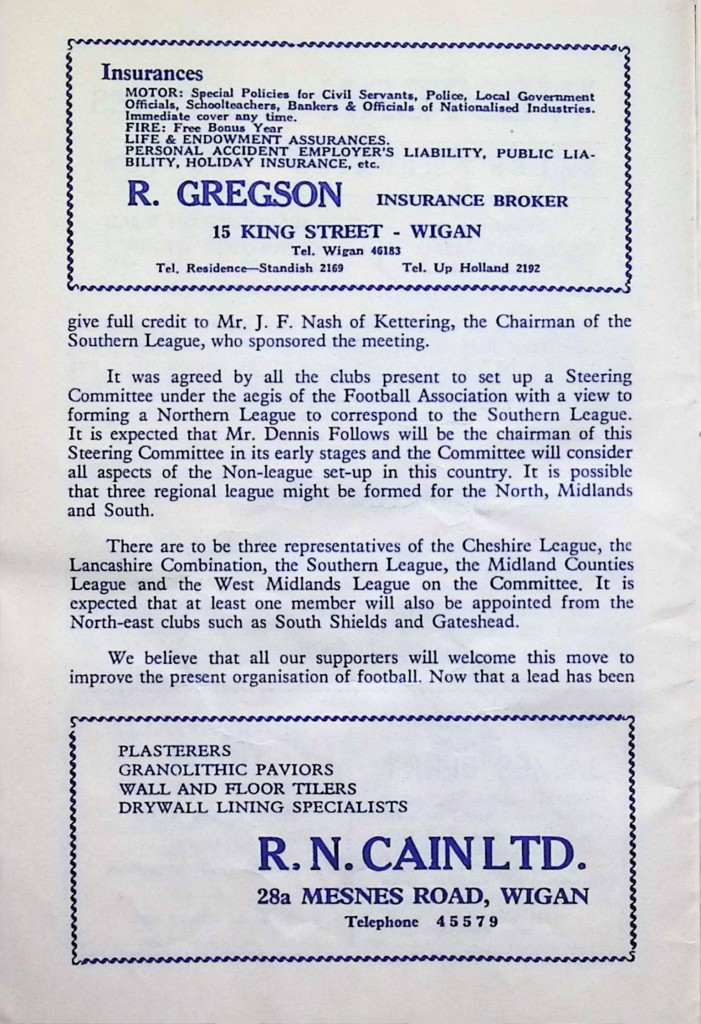 Insurances
MOTOR: Special Policies for Civil Servants, Police, Local Government
Officials, Schoolteachers, Bankers & Officials of Nationalised Industries.
Immediate cover any time.
FIRE: Free Bonus Year
LIFE & ENDOWMENT ASSURANCES.
PERSONAL ACCIDENT EMPLOYER'S LIABILITY, PUBLIC LIA-
BILITY, HOLIDAY INSURANCE, etc.
R. GREGSON INSURANCE BROKER
15 KING STREET - WIGAN
Tel. Wigan 46183
Tel. Residence—Standish 2169 Tel. Up Holland 2192
give full credit to Mr. J. F. Nash of Kettering, the Chairman of the
Southern League, who sponsored the meeting.
It was agreed by all the clubs present to set up a Steering
Committee under the aegis of the Football Association with a view to
forming a Northern League to correspond to the Southern League.
It is expected that Mr. Dennis Follows will be the chairman of this
Steering Committee in its early stages and the Committee will consider
all aspects of the Non-league set-up in this country. It is possible
that three regional league might be formed for the North, Midlands
and South.
There are to be three representatives of the Cheshire League, the
Lancashire Combination, the Southern League, the Midland Counties
League and the West Midlands League on the Committee. It is
expected that at least one member will also be appointed from the
North-east clubs such as South Shields and Gateshead.
We believe that all our supporters will welcome this move to
improve the present organisation of football. Now that a lead has been
PLASTERERS
GRANOLITHIC PAVIORS
WALL AND FLOOR TILERS
DRYWALL LINING SPECIALISTS
R. N. CAIN LTD.
28a MESNES ROAD, WIGAN
Telephone 45579